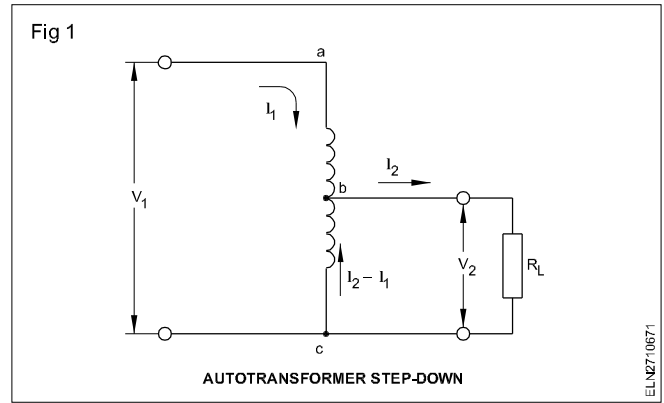 Fig 1
a
I1
V1
b
I2
I2 – I1
V2
RL
c
AUTOTRANSFORMER STEP-DOWN
ELN2710671